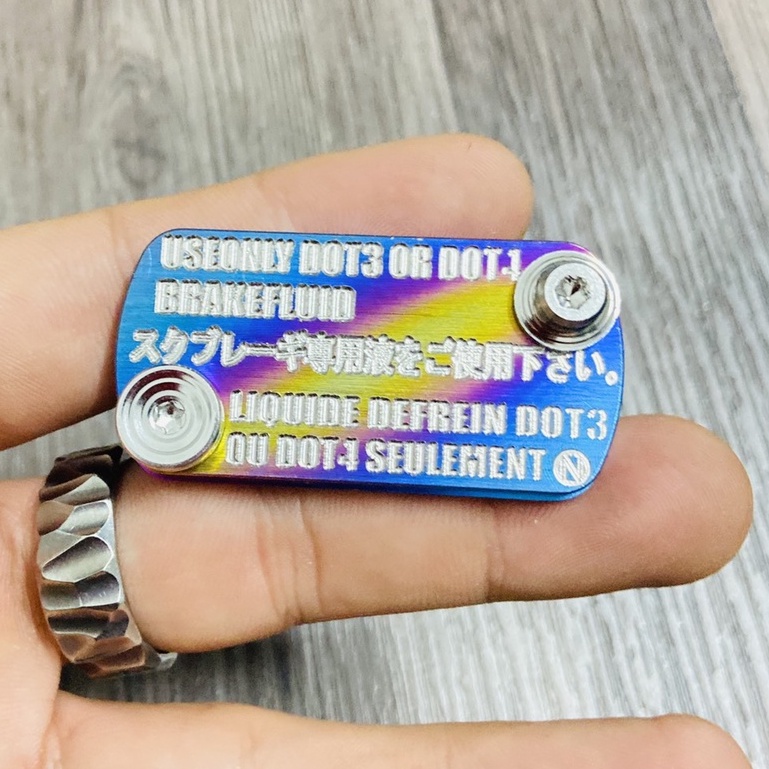 USEONLY DOT3 OR DOT4
BRAKEFLUID
スクブレーキ専用液をご使用下さい。
LIQUIDE DEFREIN DOT3
OU DOT4 SEULEMENT N